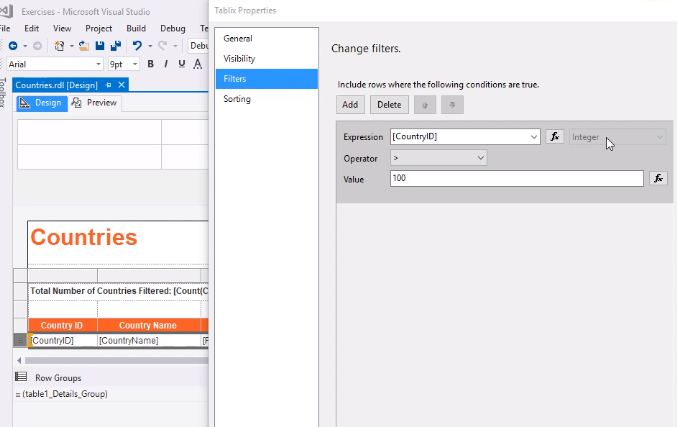 Exercises - Microsoft Visual Studio
File Edit View Project Build Debug Te
Debu
Arial 9pt B I U A
Toolbox
Countries.rdl [Design]
Design Preview
Countries
Total Number of Countries Filtered: [Count(C
Country ID Country Name
[CountryID] [CountryName]
Row Groups
(table1_Details_Group)
Tablix Properties
General
Visibility
Filters
Sorting
Change filters.
Include rows where the following conditions are true.
Add Delete
Expression [CountryID] fx Integer
Operator >
Value 100 fx